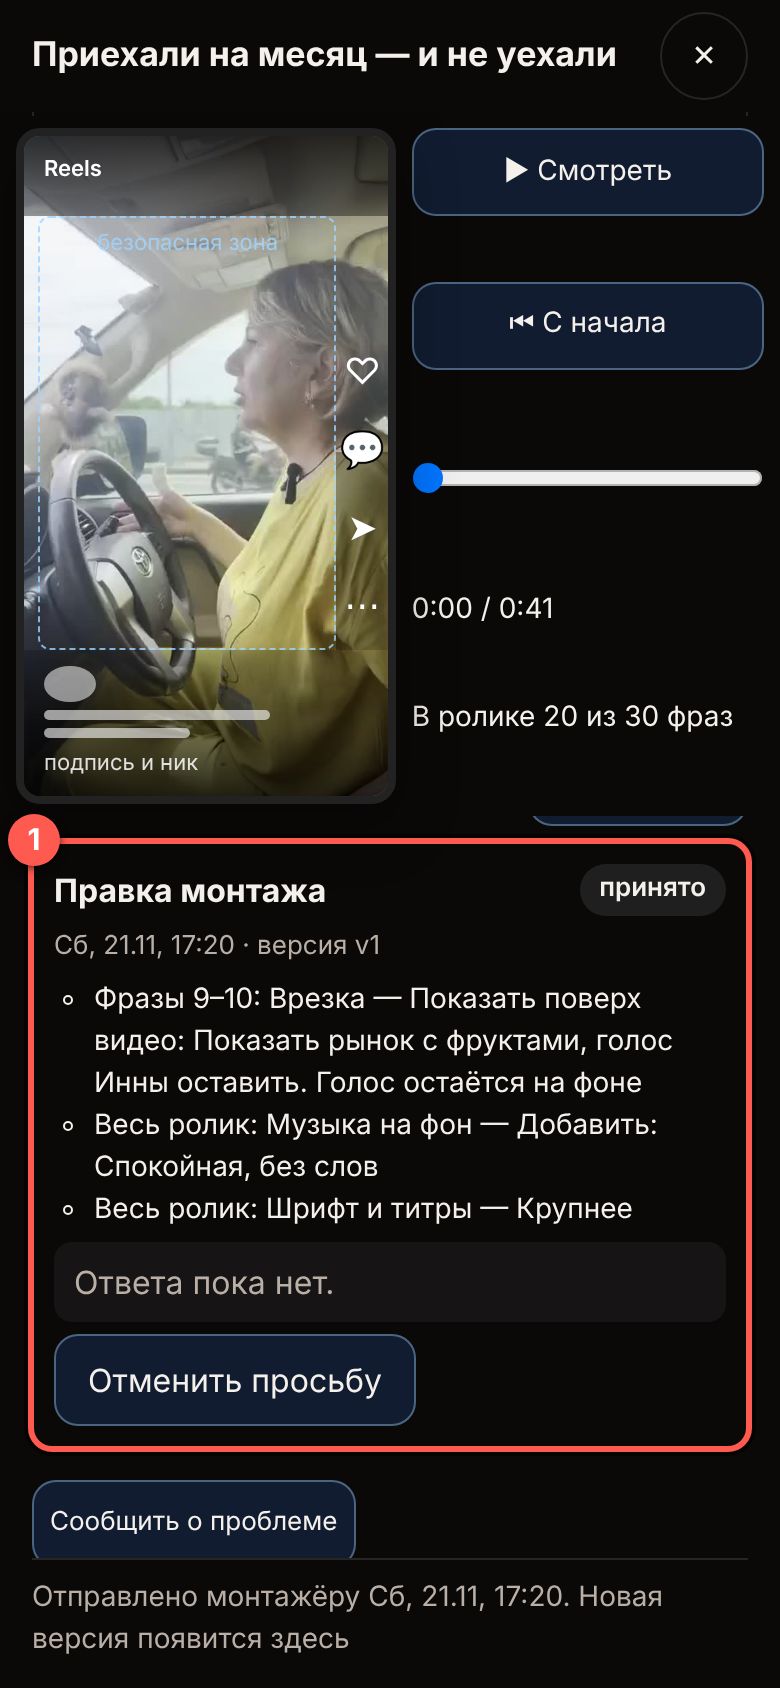 Приехали на месяц — и не уехали
✕
Reels
безопасная зона
подпись и ник
▶ Смотреть
⏮ С начала
0:00 / 0:41
В ролике 20 из 30 фраз
1
Правка монтажа
принято
Сб, 21.11, 17:20 · версия v1
Фразы 9–10: Врезка — Показать поверх
видео: Показать рынок с фруктами, голос
Инны оставить. Голос остаётся на фоне
Весь ролик: Музыка на фон — Добавить:
Спокойная, без слов
Весь ролик: Шрифт и титры — Крупнее
Ответа пока нет.
Отменить просьбу
Сообщить о проблеме
Отправлено монтажёру Сб, 21.11, 17:20. Новая
версия появится здесь